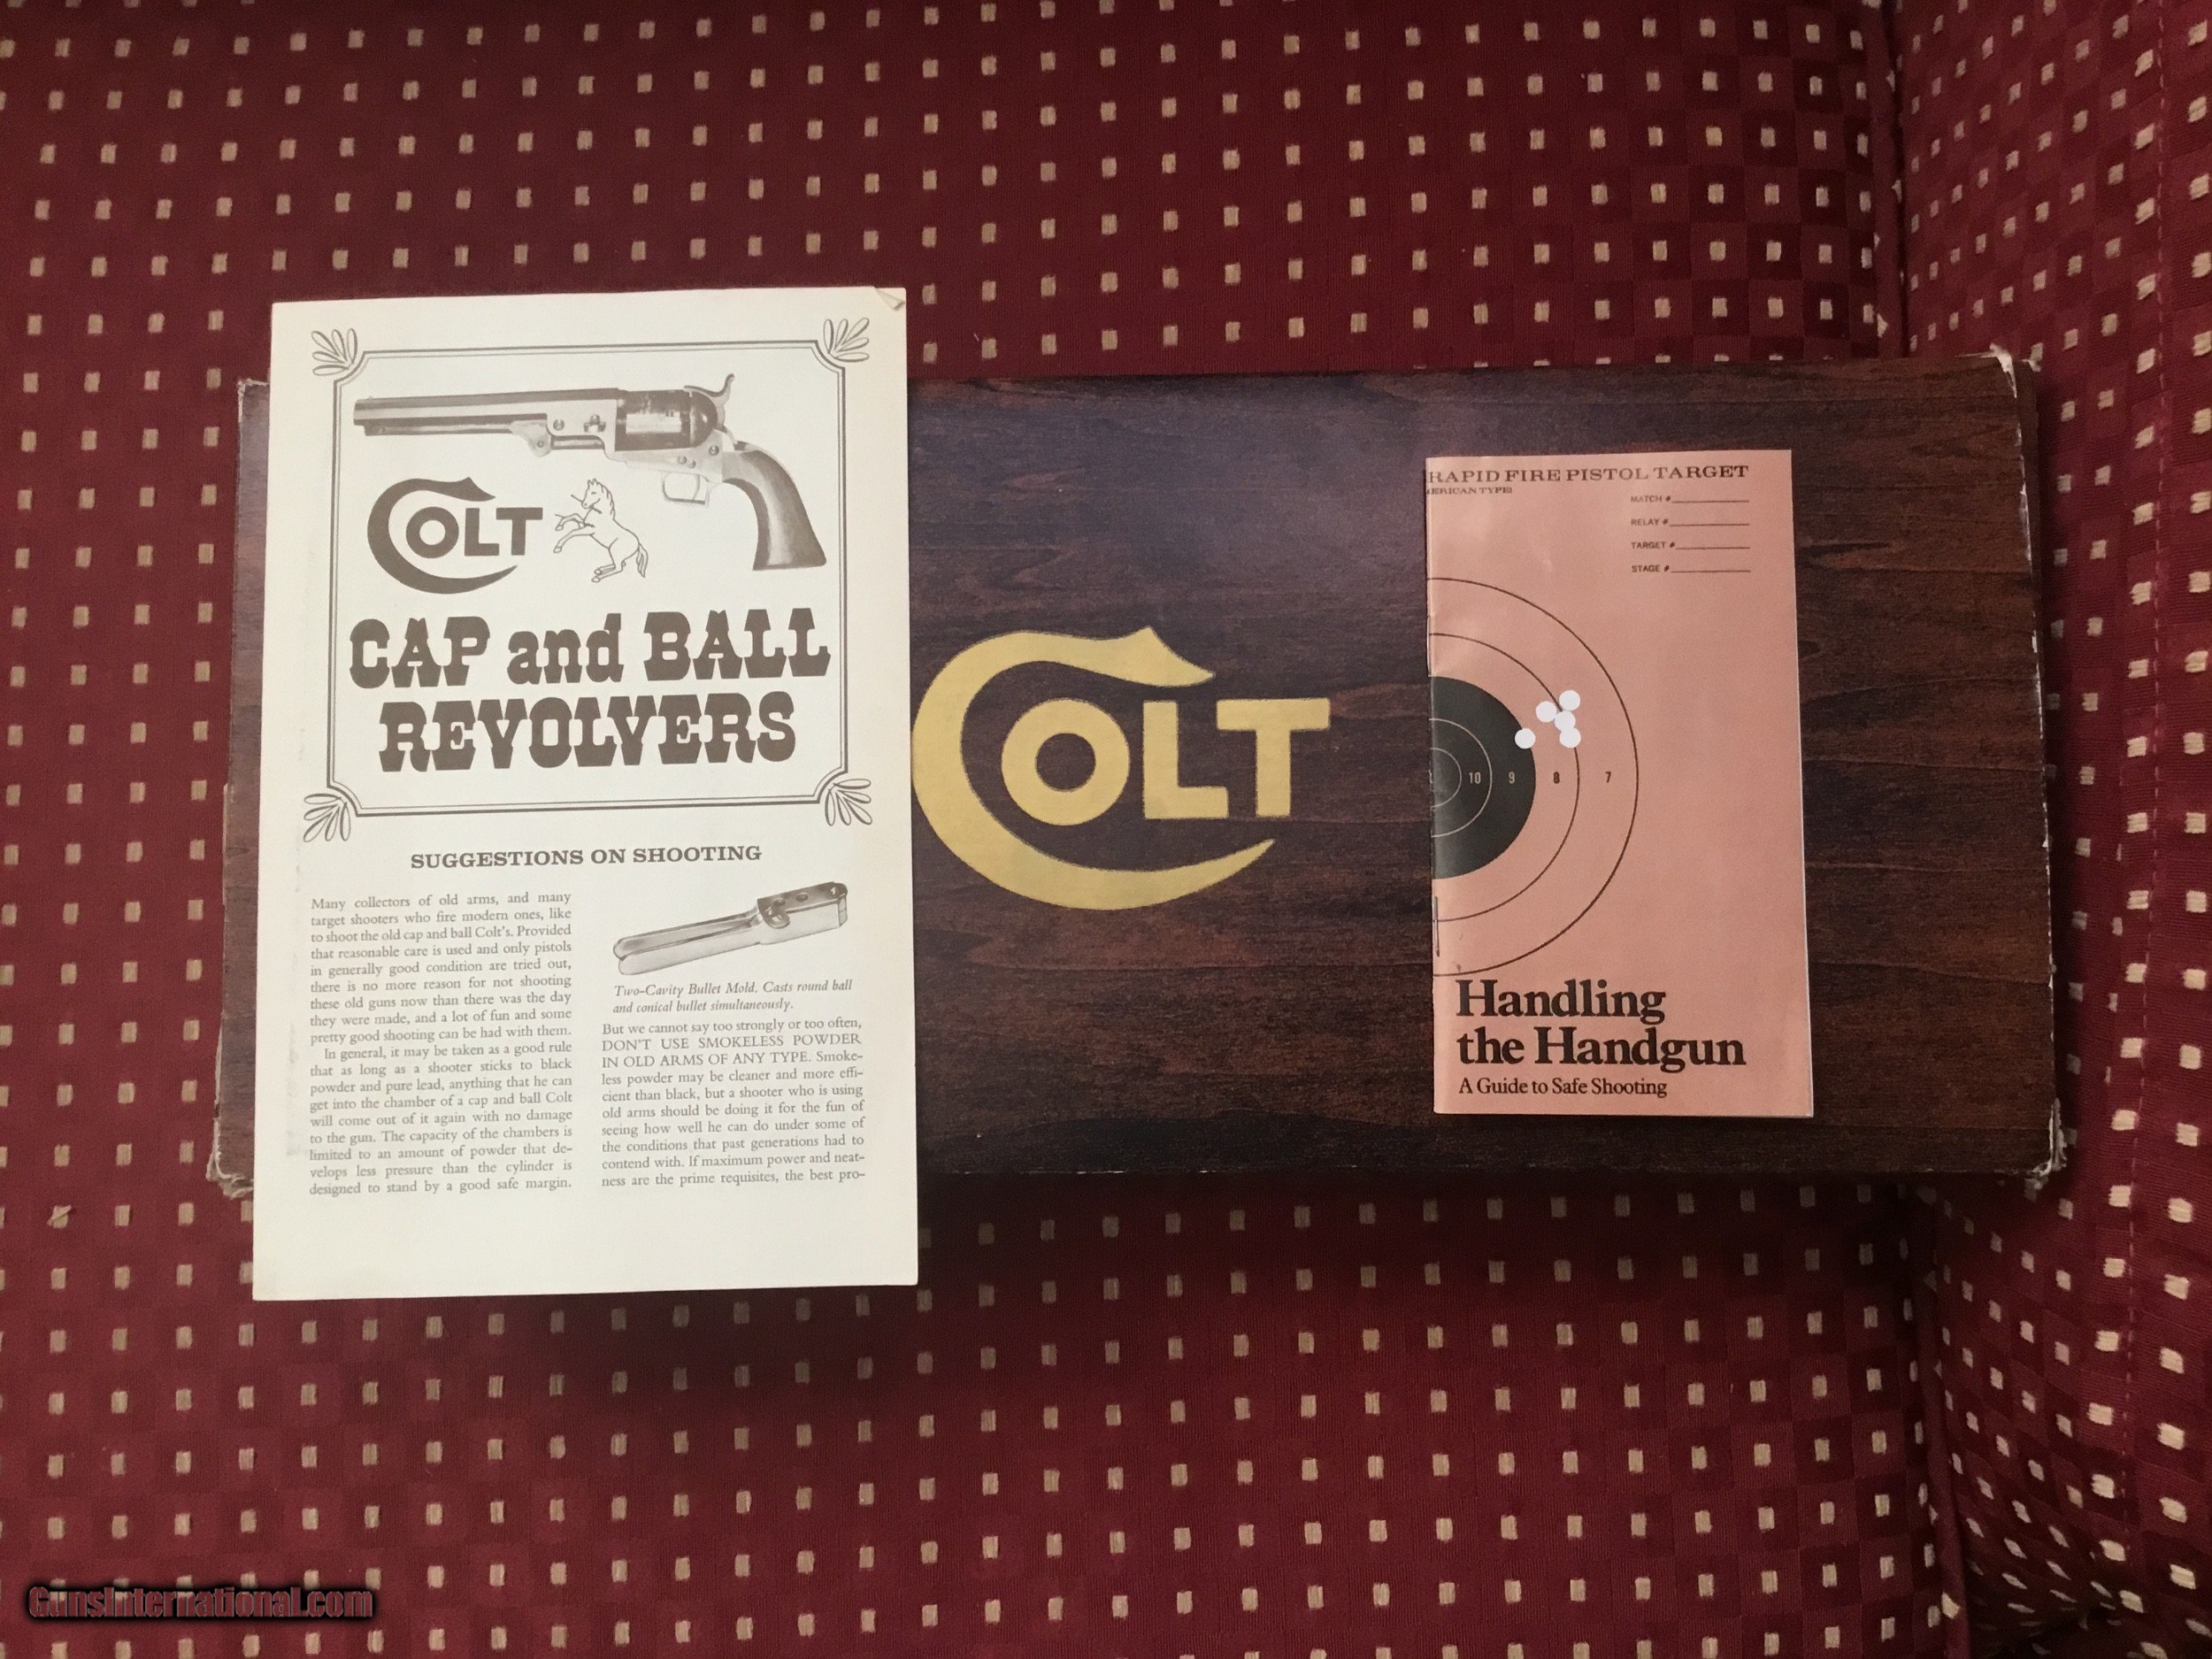 COLT
CAP and BALL
REVOLVERS
SUGGESTIONS ON SHOOTING
Many collectors of old arms, and many
target shooters who fire modern ones, like
to shoot the old cap and ball Colt's. Provided
that reasonable care is used and only pistols
in generally good condition are tried out,
there is no more reason for not shooting
these old guns now than there was the day
they were made, and a lot of fun and some
pretty good shooting can be had with them.
In general, it may be taken as a good rule
that as long as a shooter sticks to black
powder and pure lead, anything that he can
get into the chamber of a cap and ball Colt
will come out of it again with no damage
to the gun. The capacity of the chambers is
limited to an amount of powder that de-
velops less pressure than the cylinder is
designed to stand by a good safe margin.
Two-Cavity Bullet Mold. Casts round ball
and conical bullet simultaneously.
But we cannot say too strongly or too often,
DON'T USE SMOKELESS POWDER
IN OLD ARMS OF ANY TYPE. Smoke-
less powder may be cleaner and more effi-
cient than black, but a shooter who is using
old arms should be doing it for the fun of
seeing how well he can do under some of
the conditions that past generations had to
contend with. If maximum power and neat-
ness are the prime requisites, the best pro-
COLT
RAPID FIRE PISTOL TARGET
ERICAN TYPE)
MATCH #
RELAY #
TARGET #
STAGE #
10 9 8 7
Handling
the Handgun
A Guide to Safe Shooting
GunsInternational.com